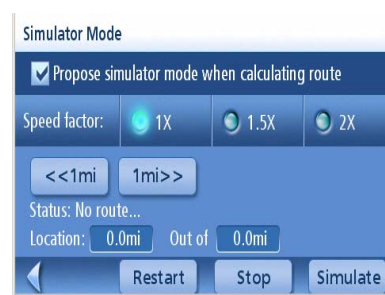 Simulator Mode
Propose simulator mode when calculating route
Speed factor: 1X 1.5X 2X
<<1mi 1mi>>
Status: No route...
Location: 0.0mi Out of 0.0mi
Restart Stop Simulate